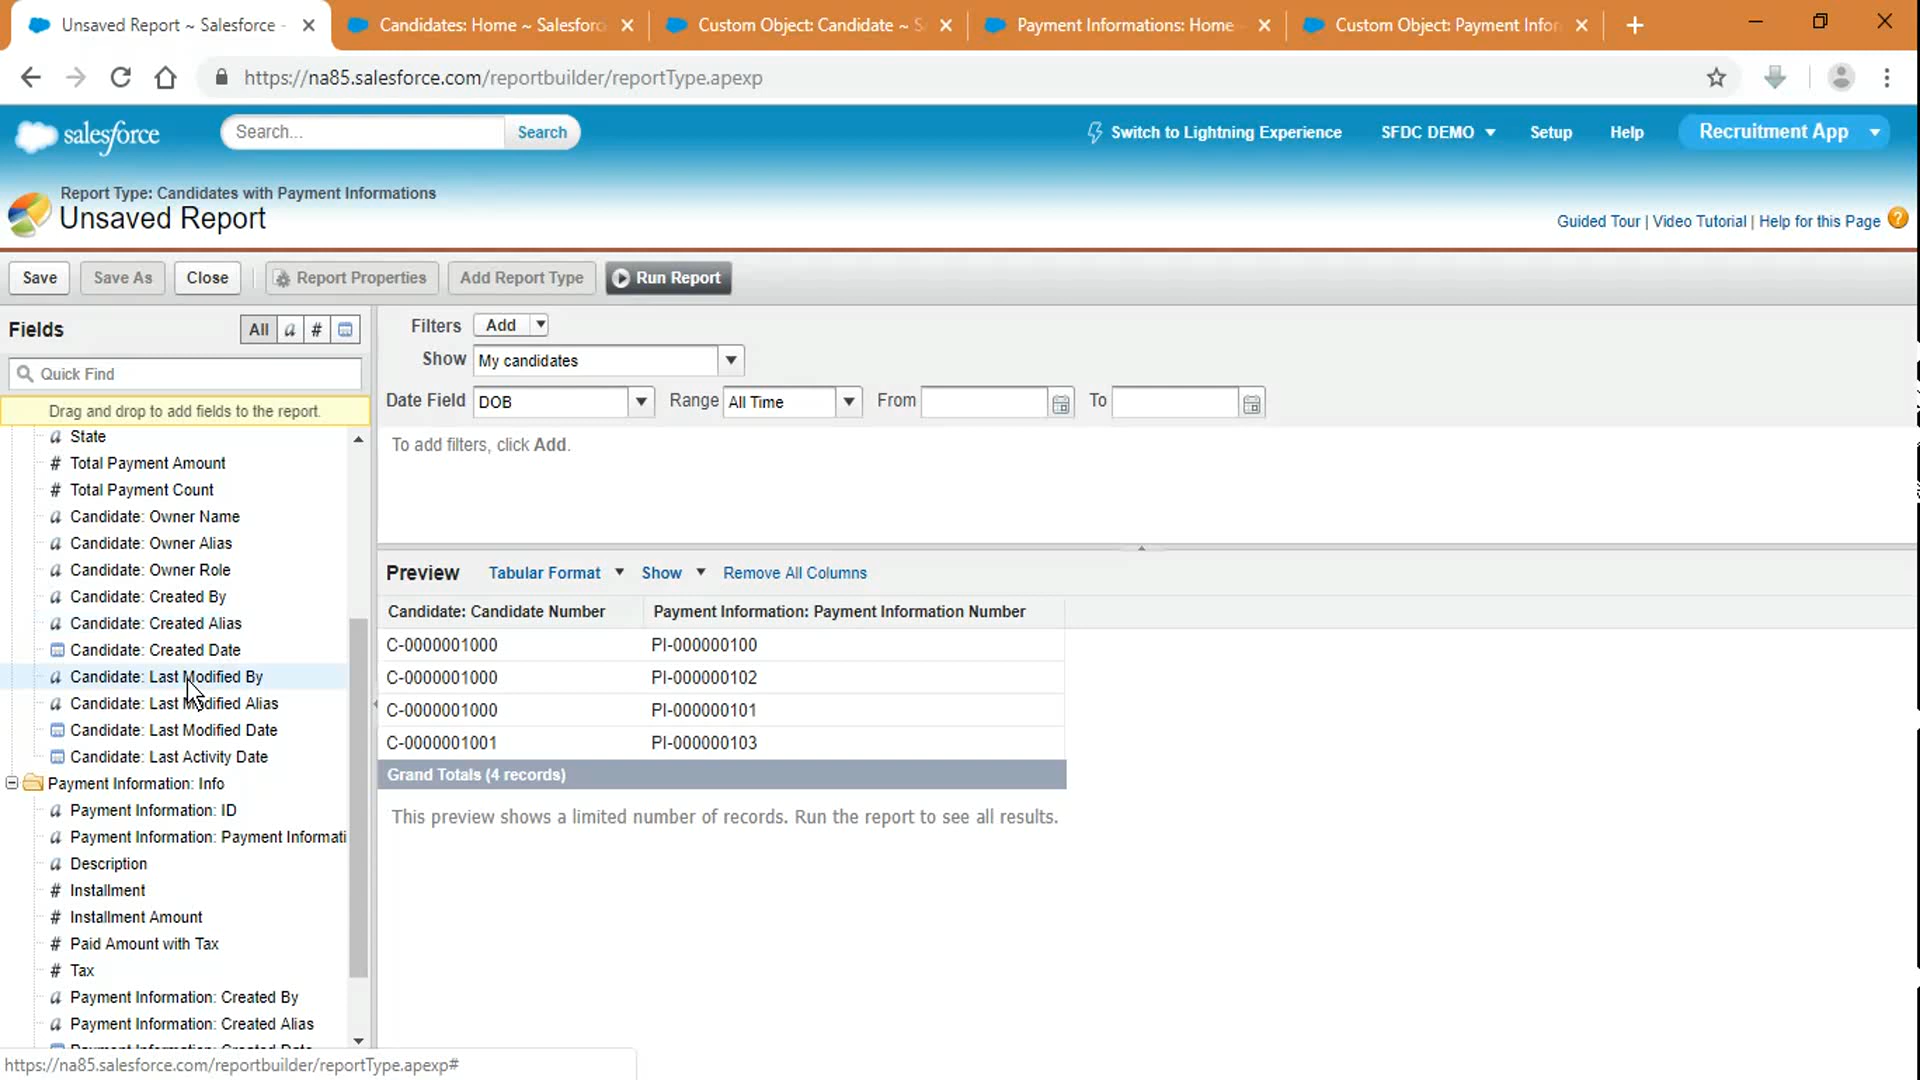 Unsaved Report ~ Salesforce -
Candidates: Home ~ Salesforc
Custom Object: Candidate ~ S
Payment Informations: Home
Custom Object: Payment Infor
https://na85.salesforce.com/reportbuilder/reportType.apexp
salesforce
Search...
Search
Switch to Lightning Experience
SFDC DEMO
Setup
Help
Recruitment App
Report Type: Candidates with Payment Informations
Unsaved Report
Guided Tour | Video Tutorial | Help for this Page ?
Save
Save As
Close
Report Properties
Add Report Type
Run Report
Fields
All
a
#
Quick Find
Drag and drop to add fields to the report.
a State
# Total Payment Amount
# Total Payment Count
a Candidate: Owner Name
a Candidate: Owner Alias
a Candidate: Owner Role
a Candidate: Created By
a Candidate: Created Alias
Candidate: Created Date
a Candidate: Last Modified By
a Candidate: Last Modified Alias
Candidate: Last Modified Date
Candidate: Last Activity Date
Payment Information: Info
a Payment Information: ID
a Payment Information: Payment Informati
a Description
# Installment
# Installment Amount
# Paid Amount with Tax
# Tax
a Payment Information: Created By
a Payment Information: Created Alias
Filters
Add
Show
My candidates
Date Field
DOB
Range
All Time
From
To
To add filters, click Add.
Preview
Tabular Format
Show
Remove All Columns
Candidate: Candidate Number
Payment Information: Payment Information Number
C-0000001000 PI-000000100
C-0000001000 PI-000000102
C-0000001000 PI-000000101
C-0000001001 PI-000000103
Grand Totals (4 records)
This preview shows a limited number of records. Run the report to see all results.
https://na85.salesforce.com/reportbuilder/reportType.apexp#